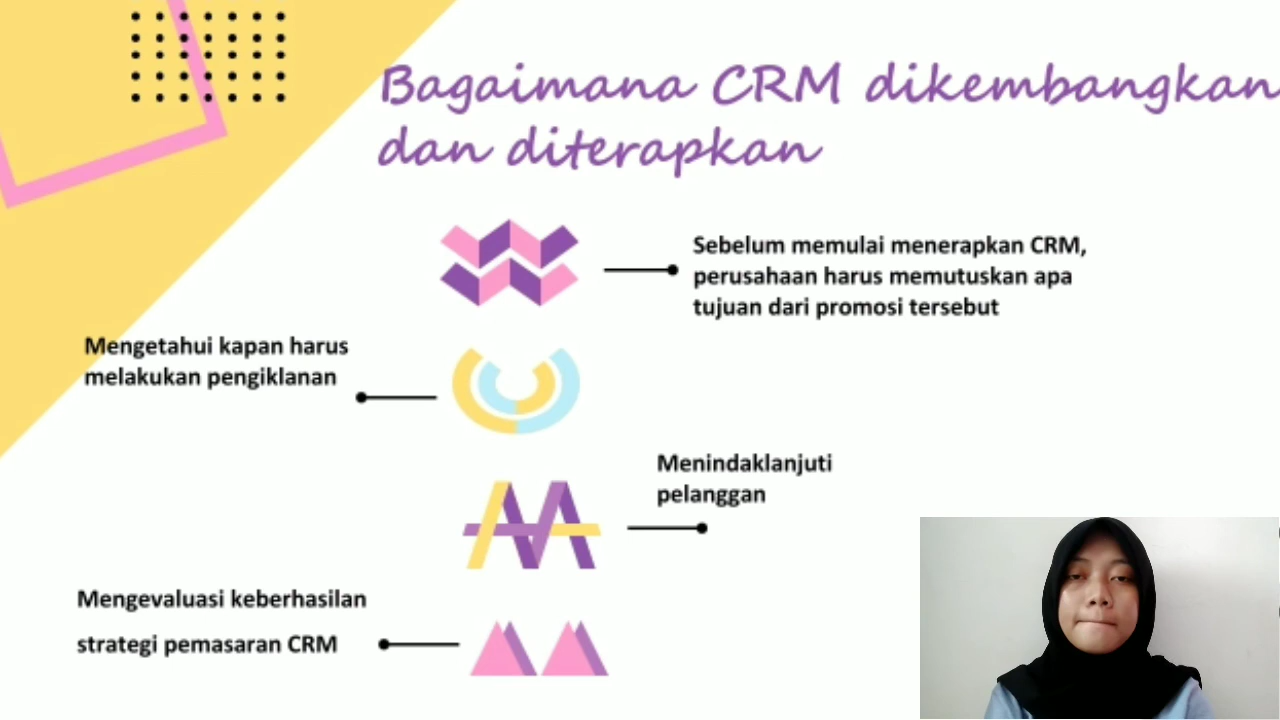 Bagaimana CRM dikembangkan
dan diterapkan
Sebelum memulai menerapkan CRM,
perusahaan harus memutuskan apa
tujuan dari promosi tersebut
Mengetahui kapan harus
melakukan pengiklanan
Menindaklanjuti
pelanggan
Mengevaluasi keberhasilan
strategi pemasaran CRM